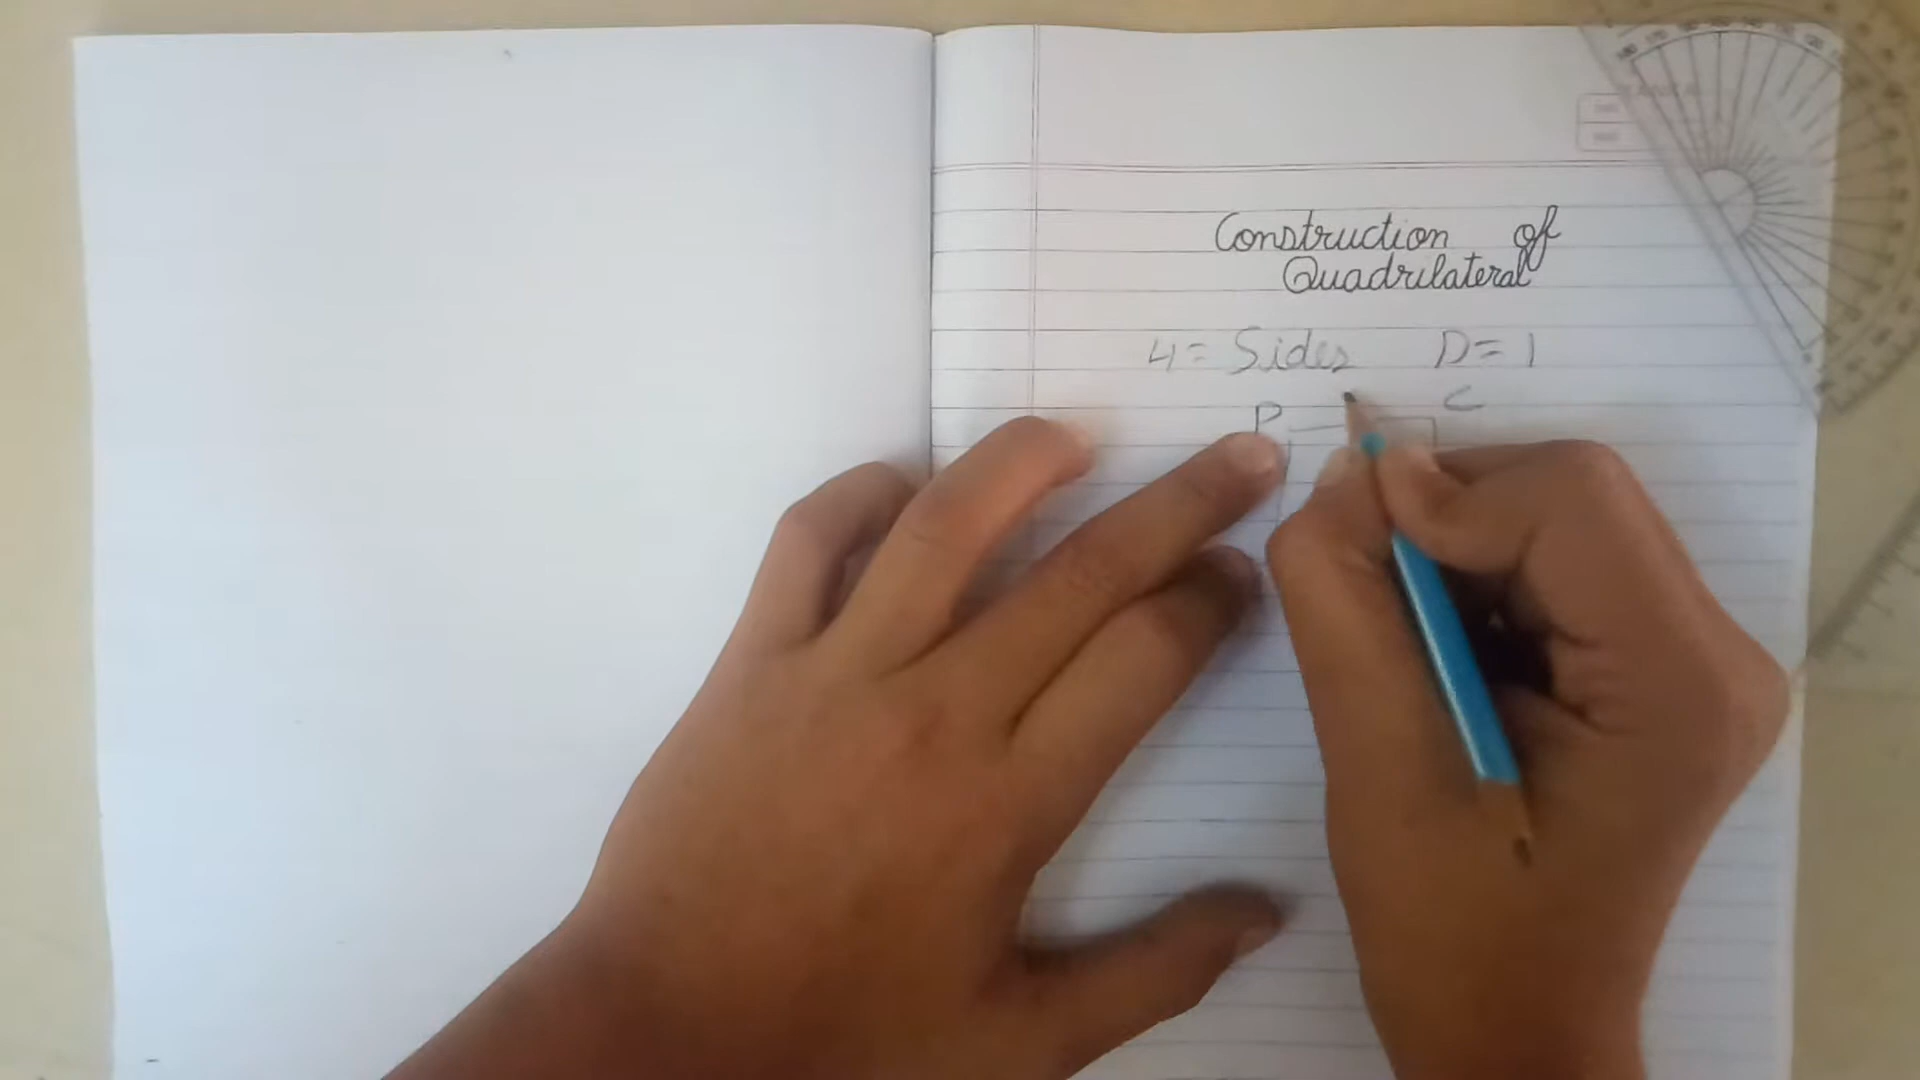 Construction of
Quadrilateral
4 = Sides D = 1
P C